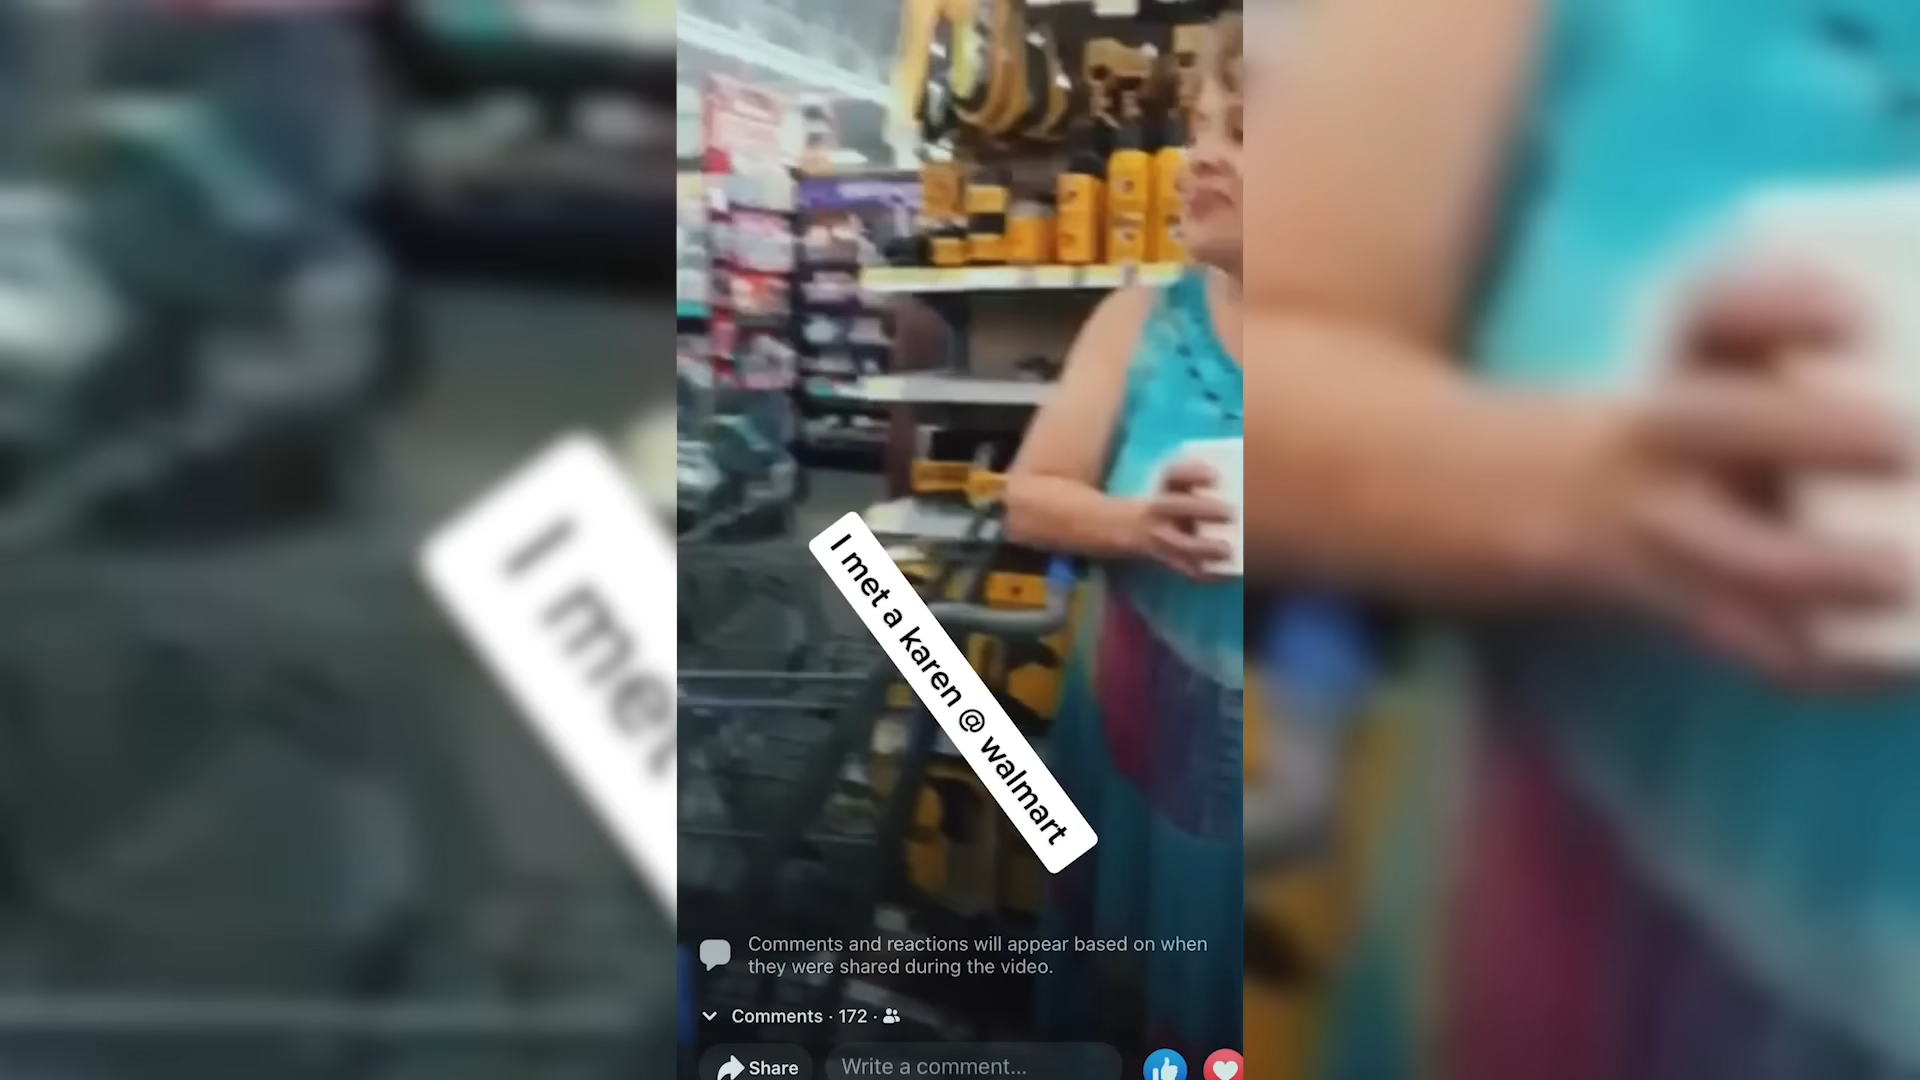 I met a karen @ walmart
Comments and reactions will appear based on when
they were shared during the video.
Comments · 172 ·
Share
Write a comment...
I met